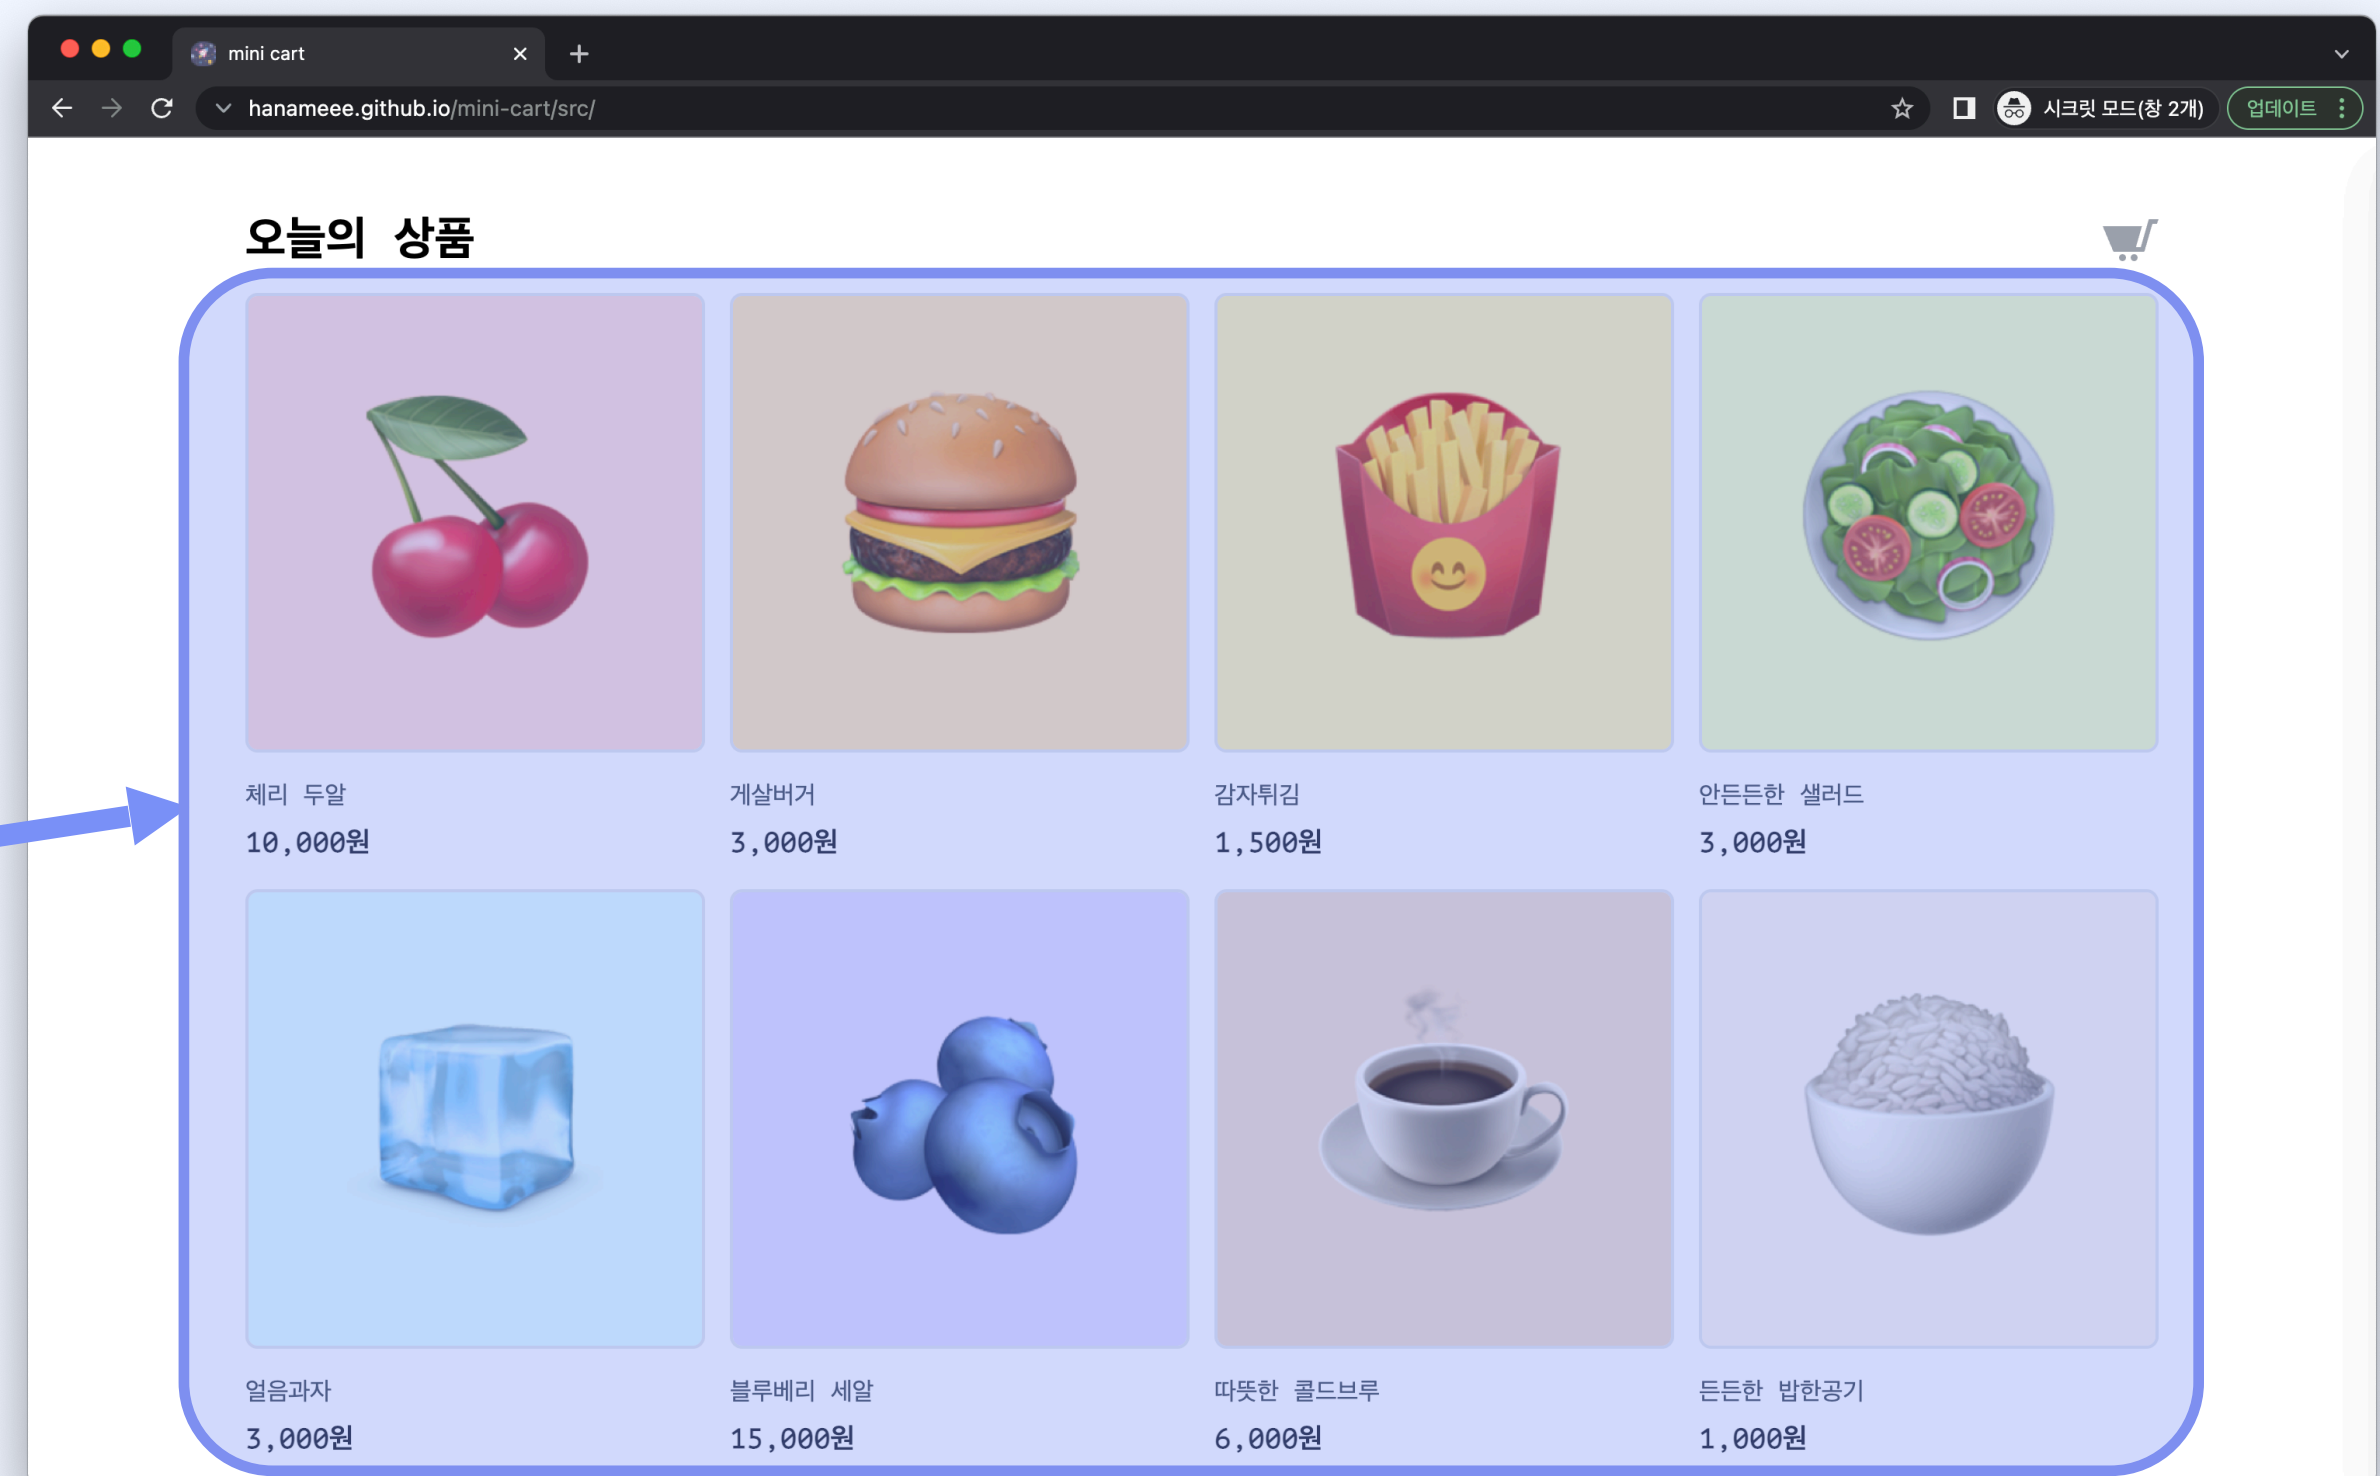 mini cart
hanameee.github.io/mini-cart/src/
시크릿 모드(창 2개)
업데이트
오늘의 상품
체리 두알
10,000원
게살버거
3,000원
감자튀김
1,500원
안든든한 샐러드
3,000원
얼음과자
3,000원
블루베리 세알
15,000원
따뜻한 콜드브루
6,000원
든든한 밥한공기
1,000원